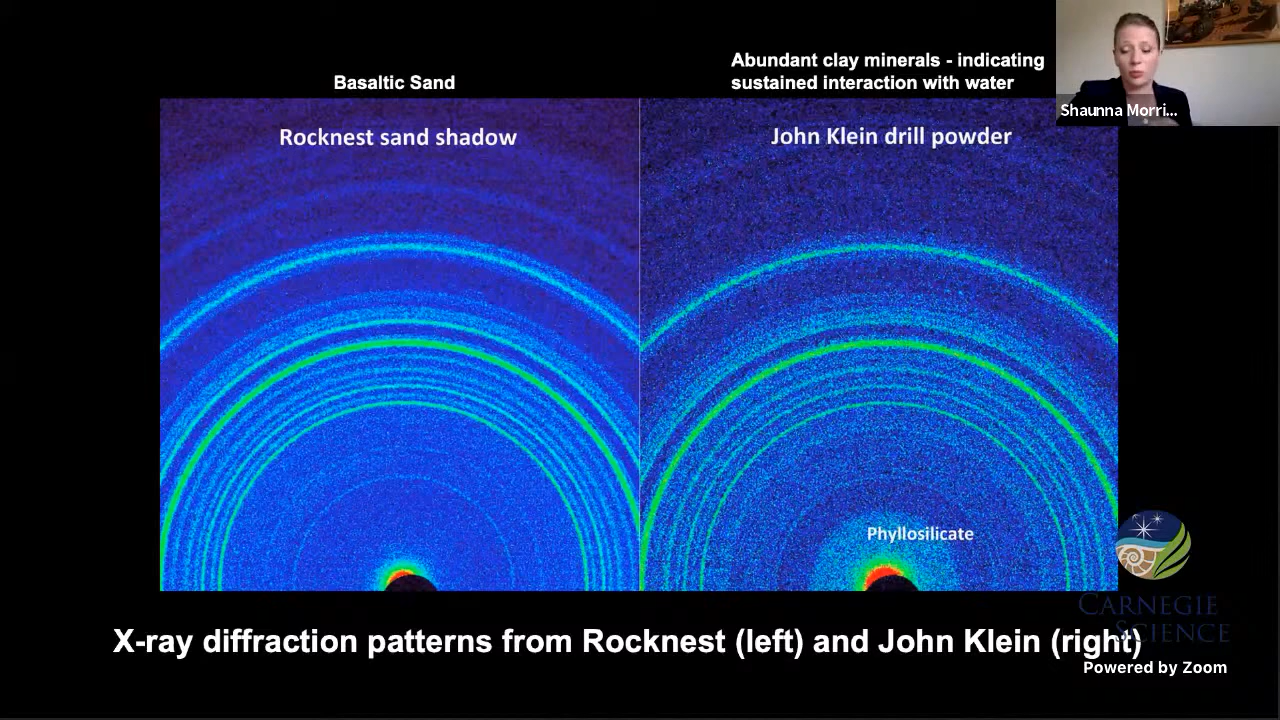 Basaltic Sand
Abundant clay minerals - indicating
sustained interaction with water
Shaunna Morri...
Rocknest sand shadow
John Klein drill powder
Phyllosilicate
CARNEGIE
SCIENCE
X-ray diffraction patterns from Rocknest (left) and John Klein (right)
Powered by Zoom